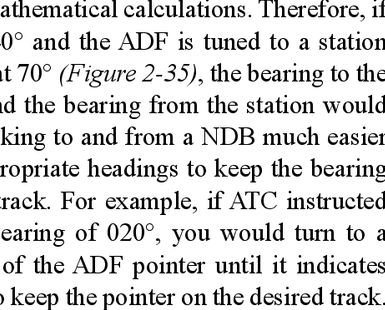 athematical calculations. Therefore, if
0° and the ADF is tuned to a station
at 70° (Figure 2-35), the bearing to the
d the bearing from the station would
king to and from a NDB much easier
ropriate headings to keep the bearing
track. For example, if ATC instructed
earing of 020°, you would turn to a
of the ADF pointer until it indicates
o keep the pointer on the desired track.